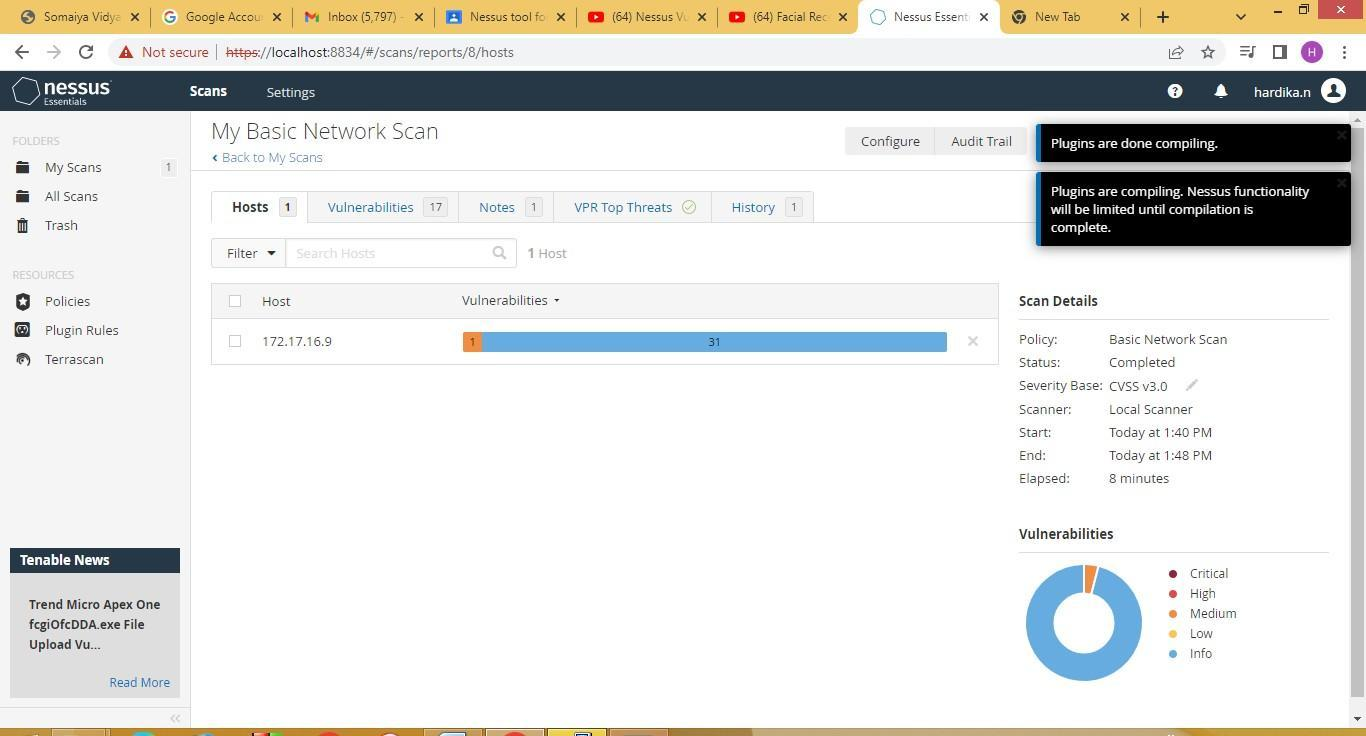 Somaiya Vidya
Google Accou
Inbox (5,797) -
Nessus tool fo
(64) Nessus Vu
(64) Facial Rec
Nessus Essenti
New Tab
Not secure | https://localhost:8834/#/scans/reports/8/hosts
H
nessus
Essentials
Scans
Settings
hardika.n
FOLDERS
My Scans 1
All Scans
Trash
RESOURCES
Policies
Plugin Rules
Terrascan
Tenable News
Trend Micro Apex One
fcgiOfcDDA.exe File
Upload Vu...
Read More
My Basic Network Scan
Back to My Scans
Configure
Audit Trail
Plugins are done compiling.
Plugins are compiling. Nessus functionality
will be limited until compilation is
complete.
Hosts 1
Vulnerabilities 17
Notes 1
VPR Top Threats
History 1
Filter
Search Hosts
1 Host
Host
Vulnerabilities
172.17.16.9
1
31
Scan Details
Policy: Basic Network Scan
Status: Completed
Severity Base: CVSS v3.0
Scanner: Local Scanner
Start: Today at 1:40 PM
End: Today at 1:48 PM
Elapsed: 8 minutes
Vulnerabilities
Critical
High
Medium
Low
Info